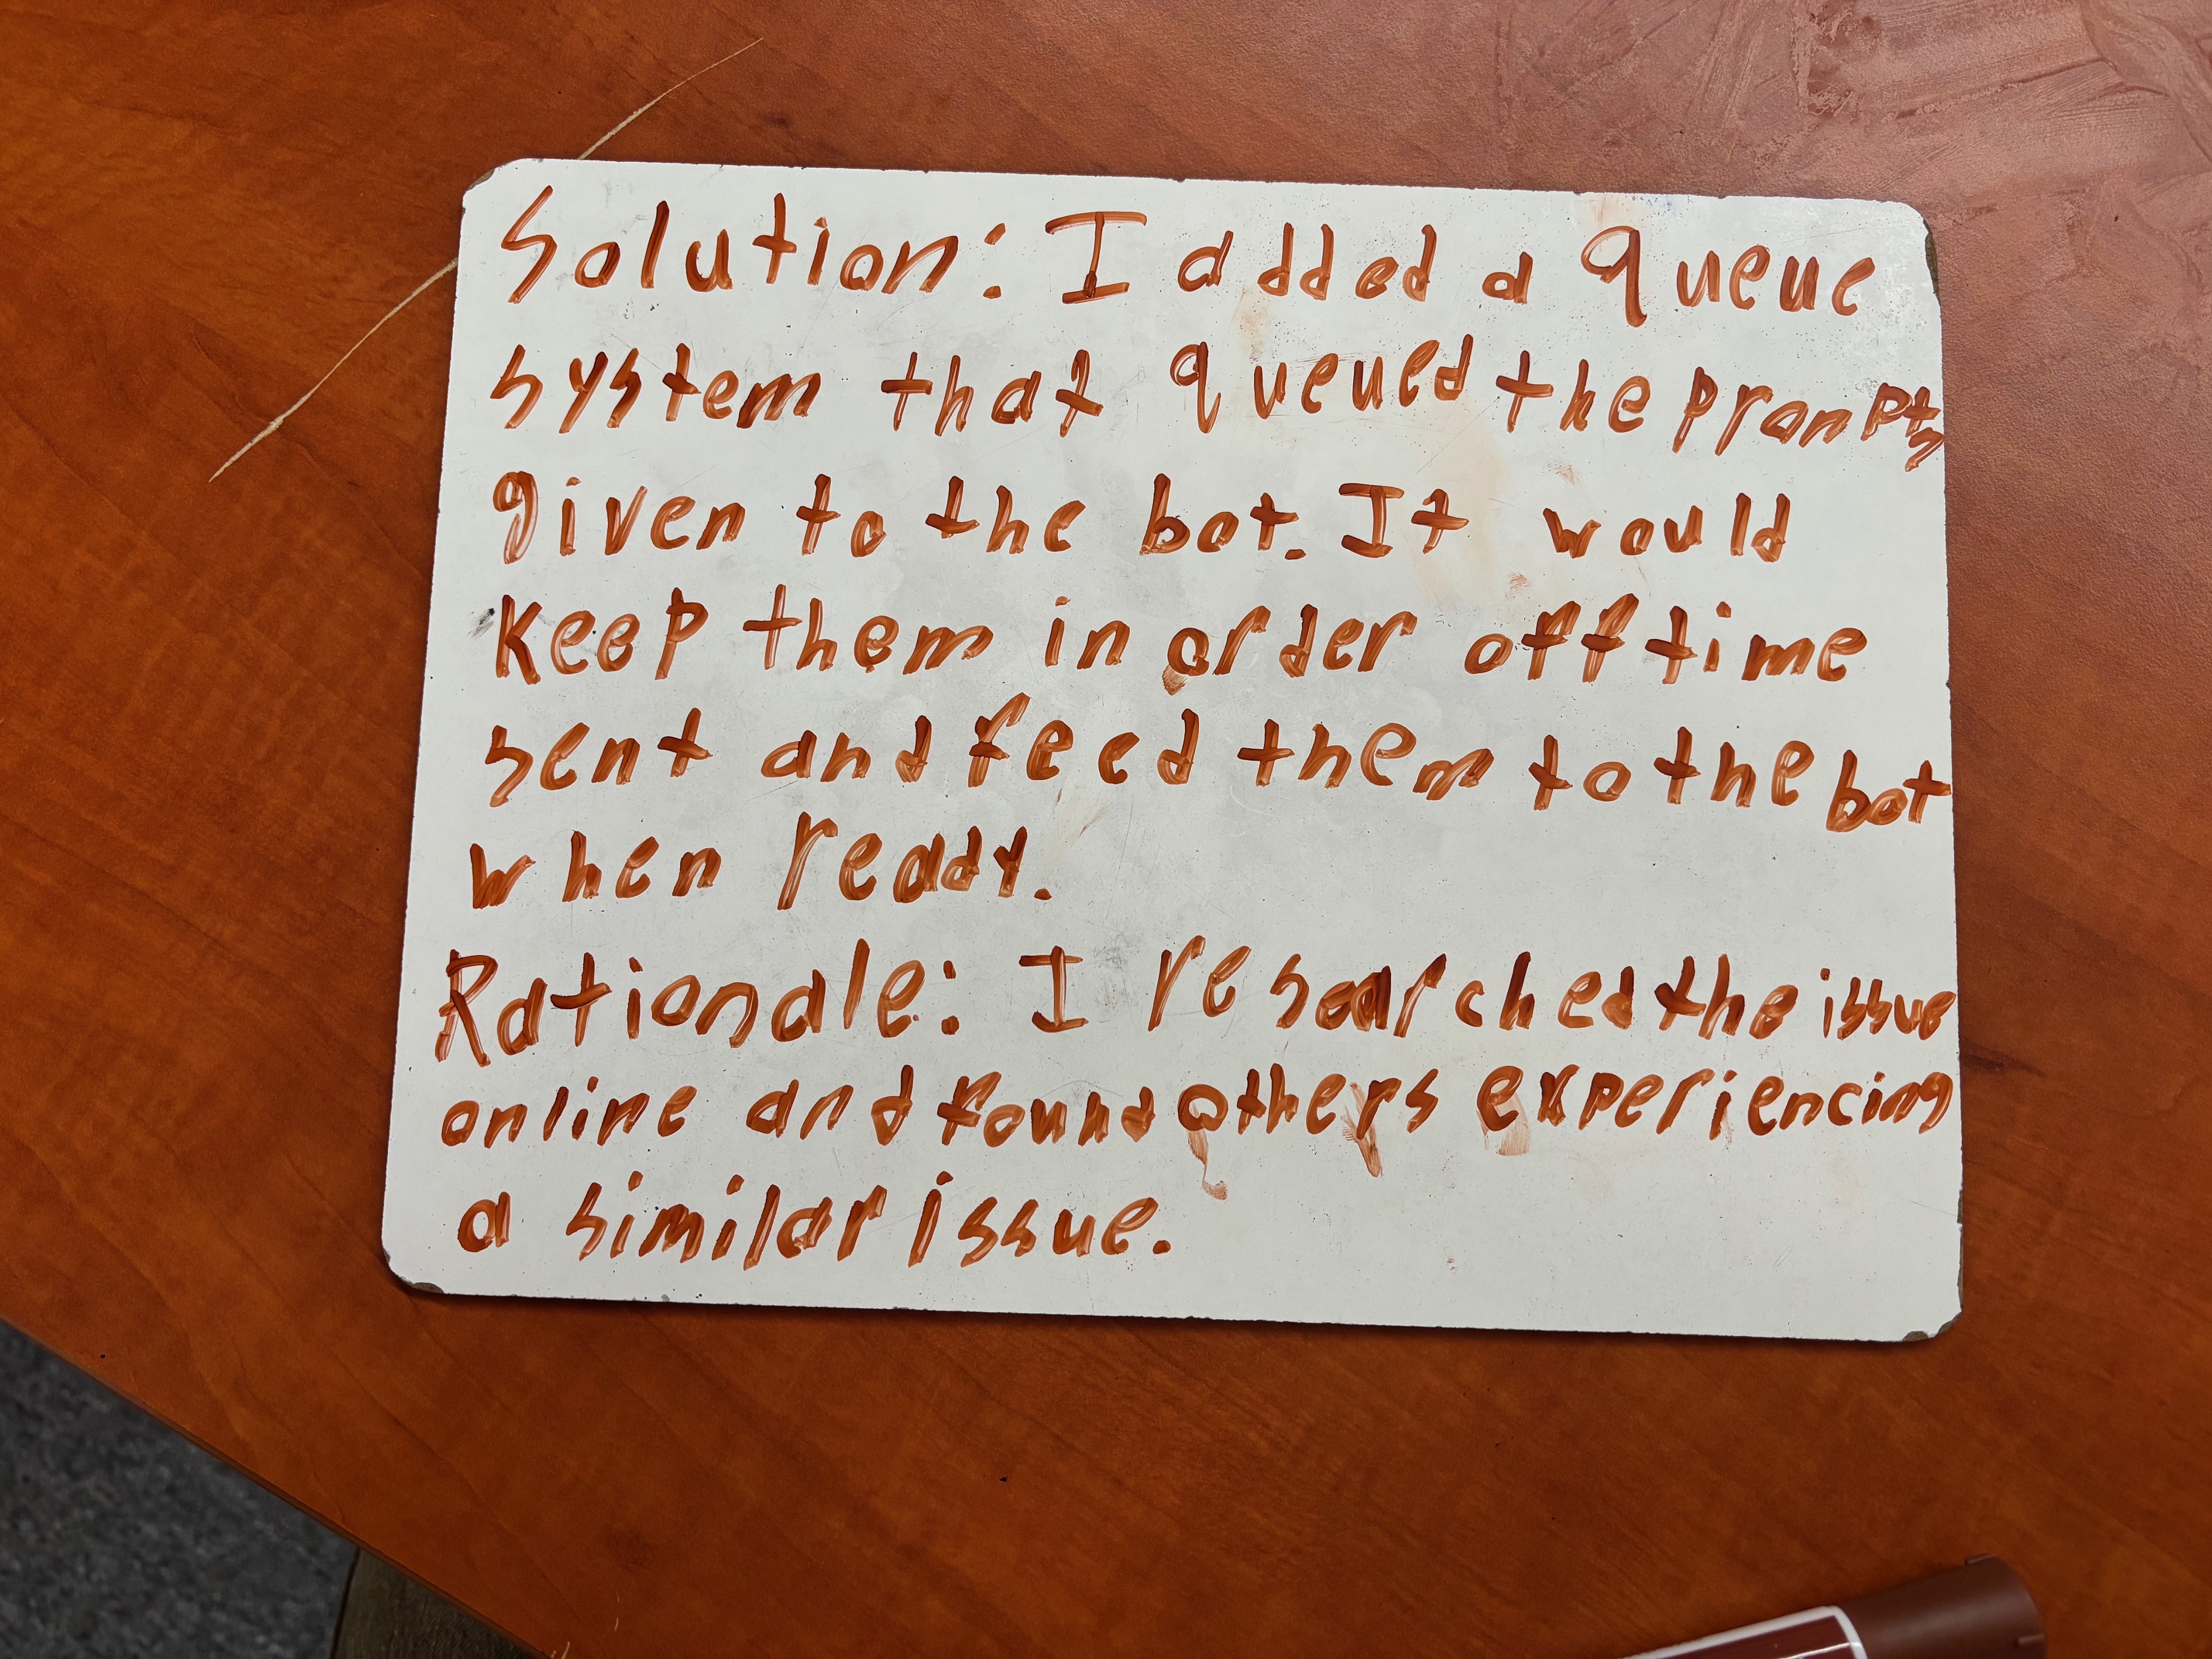 Solution: I added a queue
system that queued the prompts
given to the bot. It would
keep them in order off time
sent and feed them to the bot
when ready.
Rationale: I researched the issue
online and found others experiencing
a similar issue.